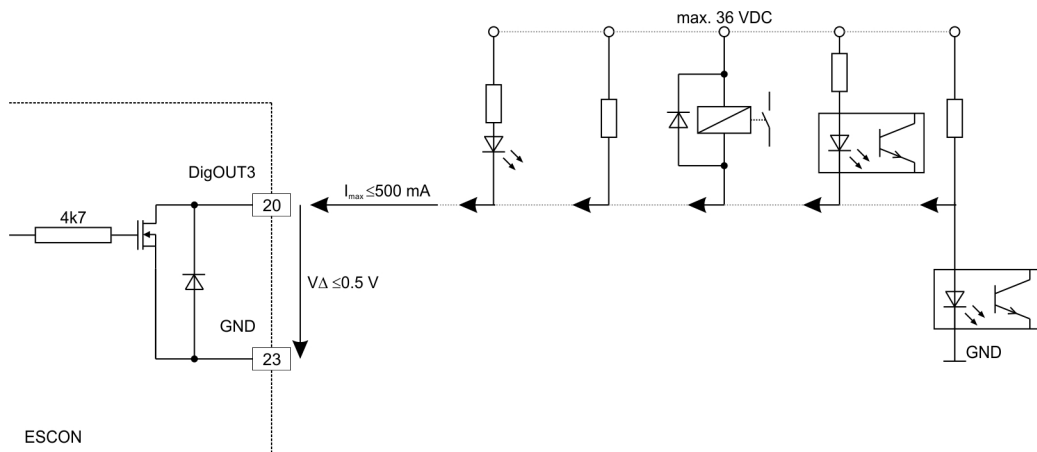 max. 36 VDC
DigOUT3
20
Imax ≤500 mA
4k7
V∆ ≤0.5 V
GND
23
GND
ESCON